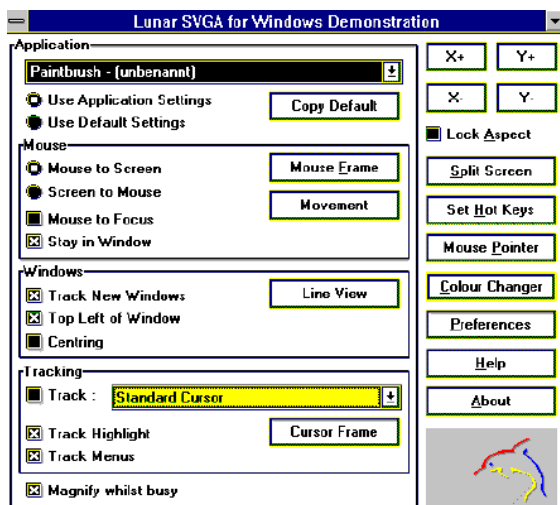 Lunar SVGA for Windows Demonstration
Application
Paintbrush - (unbenannt)
Use Application Settings
Copy Default
Use Default Settings
Mouse
Mouse to Screen
Mouse Frame
Screen to Mouse
Movement
Mouse to Focus
Stay in Window
Windows
Track New Windows
Line View
Top Left of Window
Centring
Tracking
Track :
Standard Cursor
Track Highlight
Cursor Frame
Track Menus
Magnify whilst busy
X+
Y+
X-
Y-
Lock Aspect
Split Screen
Set Hot Keys
Mouse Pointer
Colour Changer
Preferences
Help
About